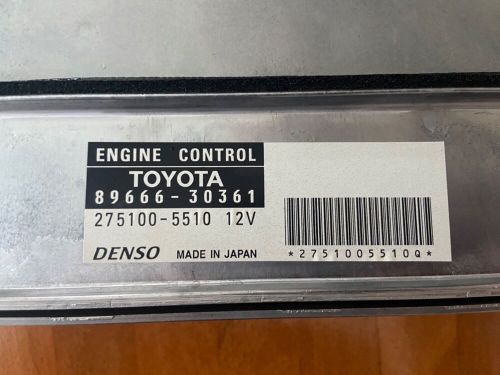 ENGINE CONTROL
TOYOTA
89666-30361
275100-5510 12V
DENSO MADE IN JAPAN
*2751005510Q*